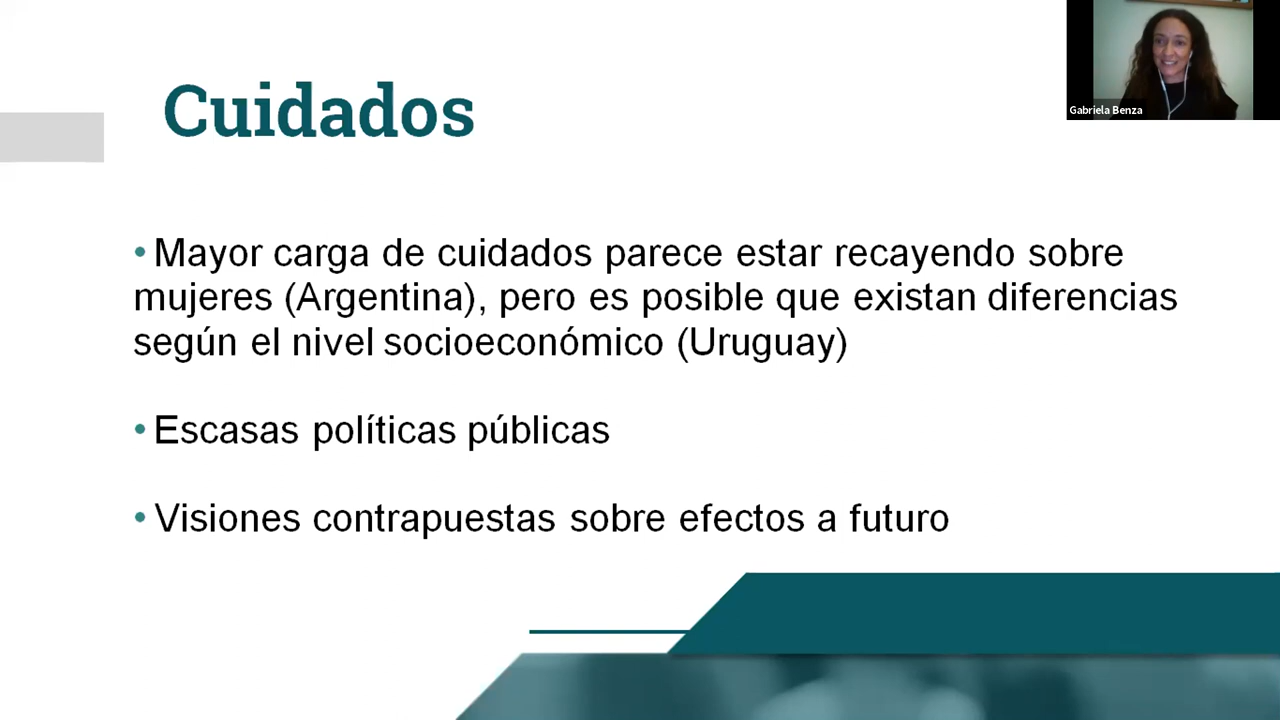 Gabriela Benza
Cuidados
• Mayor carga de cuidados parece estar recayendo sobre
mujeres (Argentina), pero es posible que existan diferencias
según el nivel socioeconómico (Uruguay)
• Escasas políticas públicas
• Visiones contrapuestas sobre efectos a futuro